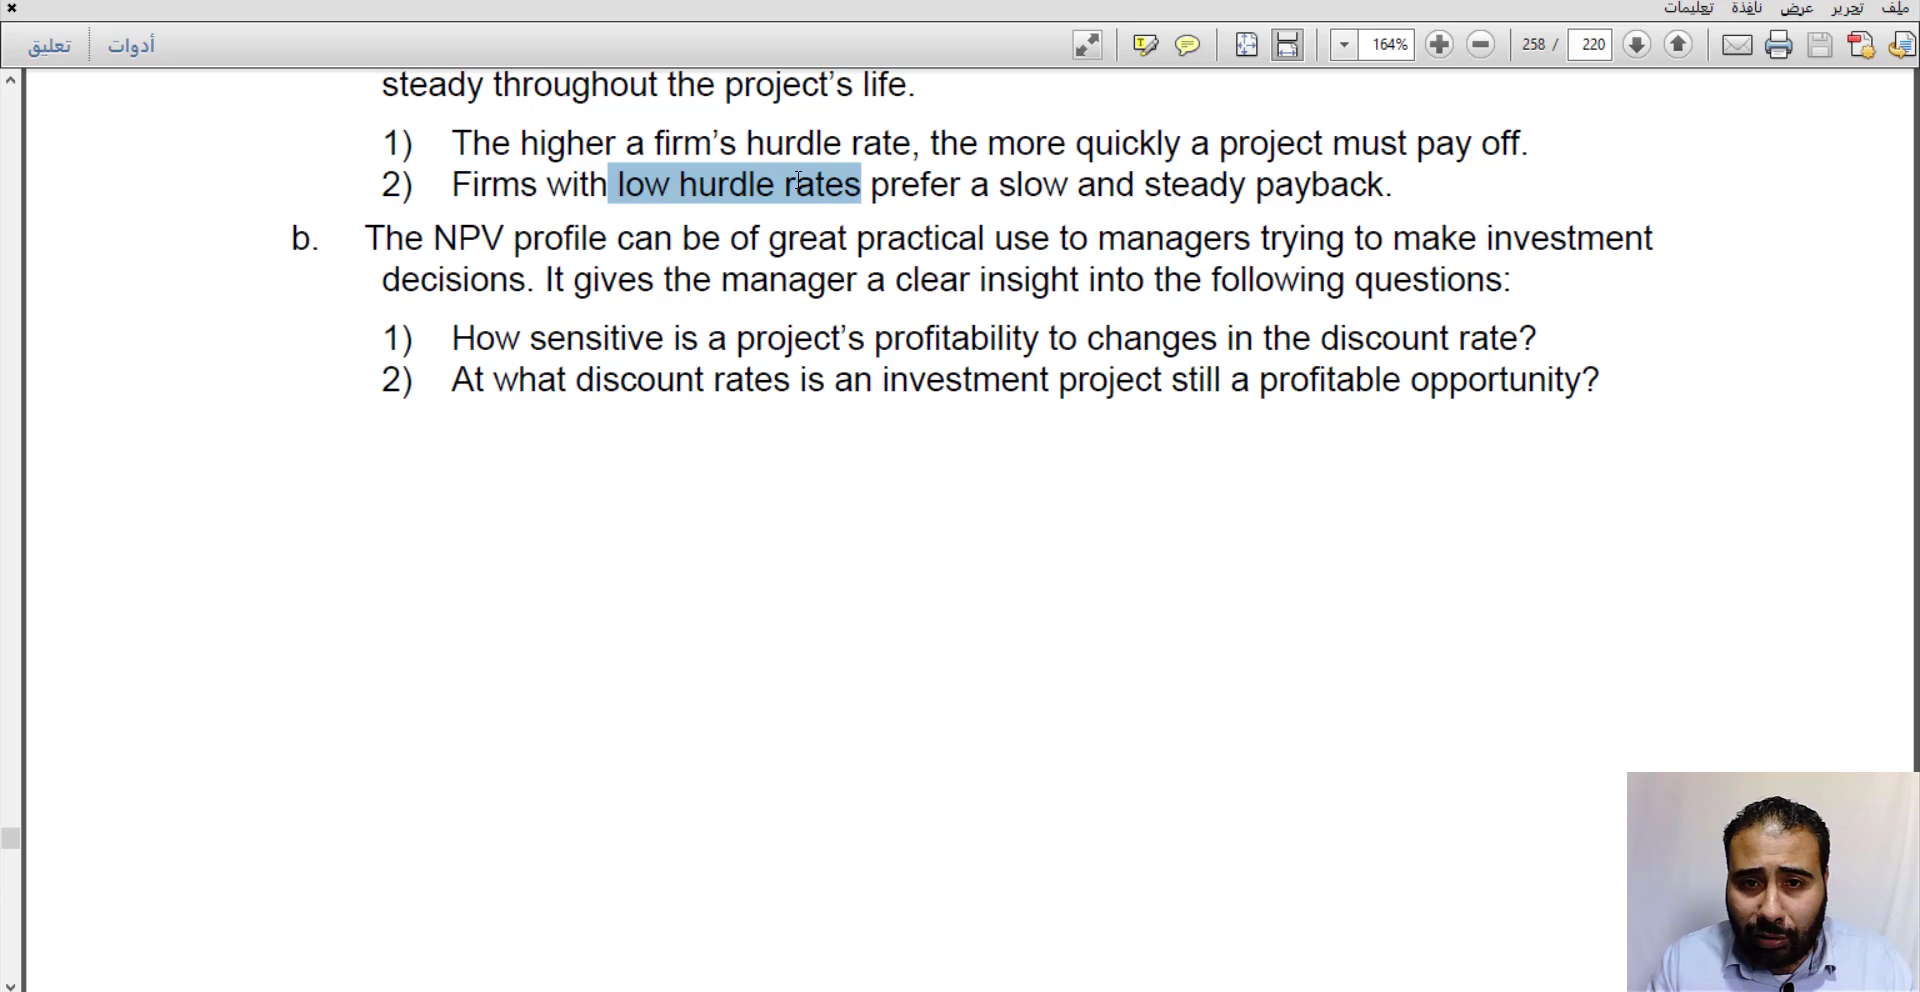 ملف تحرير عرض نافذة تعليمات
أدوات تعليق
164% 258 / 220
steady throughout the project's life.
1) The higher a firm's hurdle rate, the more quickly a project must pay off.
2) Firms with low hurdle rates prefer a slow and steady payback.
b. The NPV profile can be of great practical use to managers trying to make investment
decisions. It gives the manager a clear insight into the following questions:
1) How sensitive is a project's profitability to changes in the discount rate?
2) At what discount rates is an investment project still a profitable opportunity?